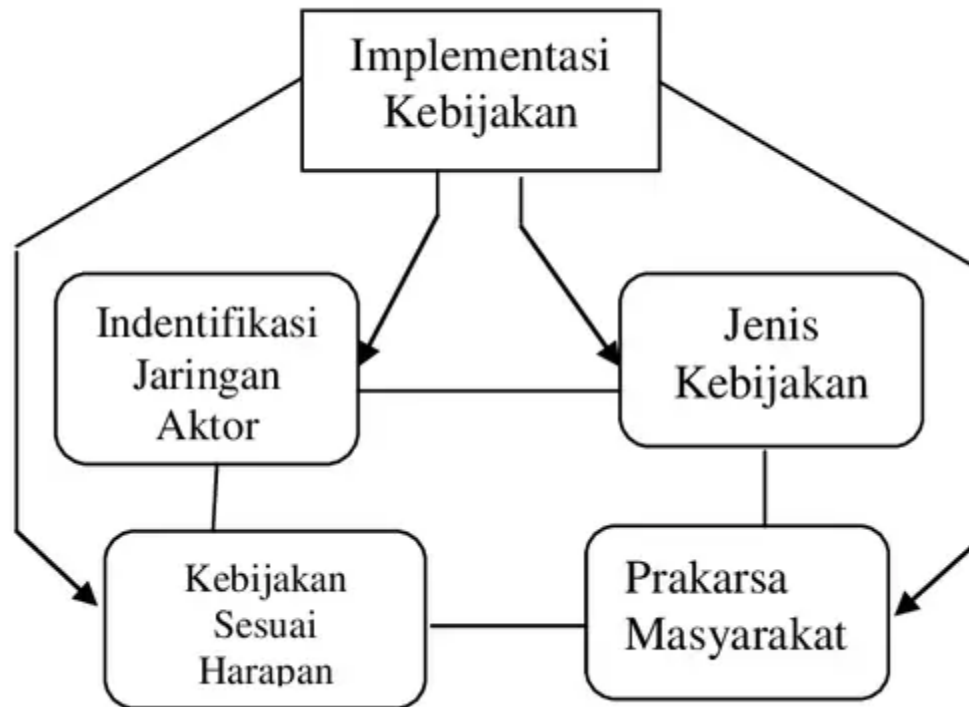 Implementasi
Kebijakan
Indentifikasi
Jaringan
Aktor
Jenis
Kebijakan
Kebijakan
Sesuai
Harapan
Prakarsa
Masyarakat